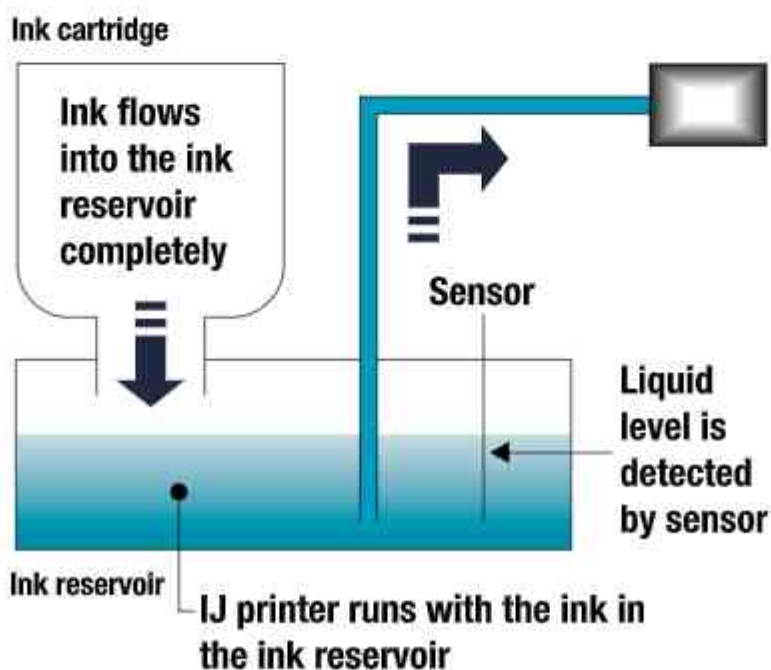 Ink cartridge
Ink flows
into the ink
reservoir
completely
Sensor
Liquid
level is
detected
by sensor
Ink reservoir
IJ printer runs with the ink in
the ink reservoir